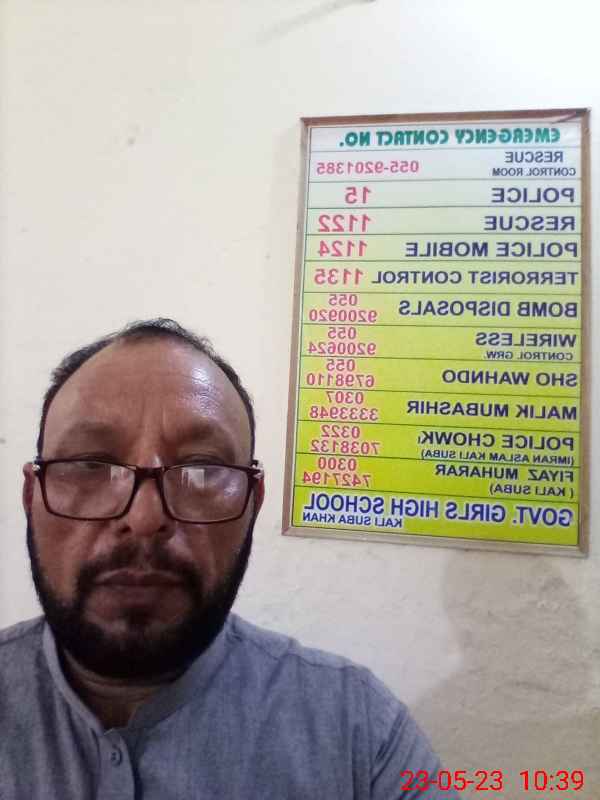 EMERGENCY CONTACT NO.
RESCUE
CONTROL ROOM 055-9201385
POLICE 15
RESCUE 1122
POLICE MOBILE 1124
TERRORIST CONTROL 1135
BOMB DISPOSALS 055
9200920
WIRELESS 055
CONTROL GRW. 9200624
SHO WAHNDO 055
6798110
MALIK MUBASHIR 0307
3333948
POLICE CHOWKI 0322
(IMRAN ASLAM KALI SUBA) 7038132
FIYAZ MUHARAR 0300
(KALI SUBA) 7427194
GOVT. GIRLS HIGH SCHOOL
KALI SUBA KHAN
23-05-23 10:39